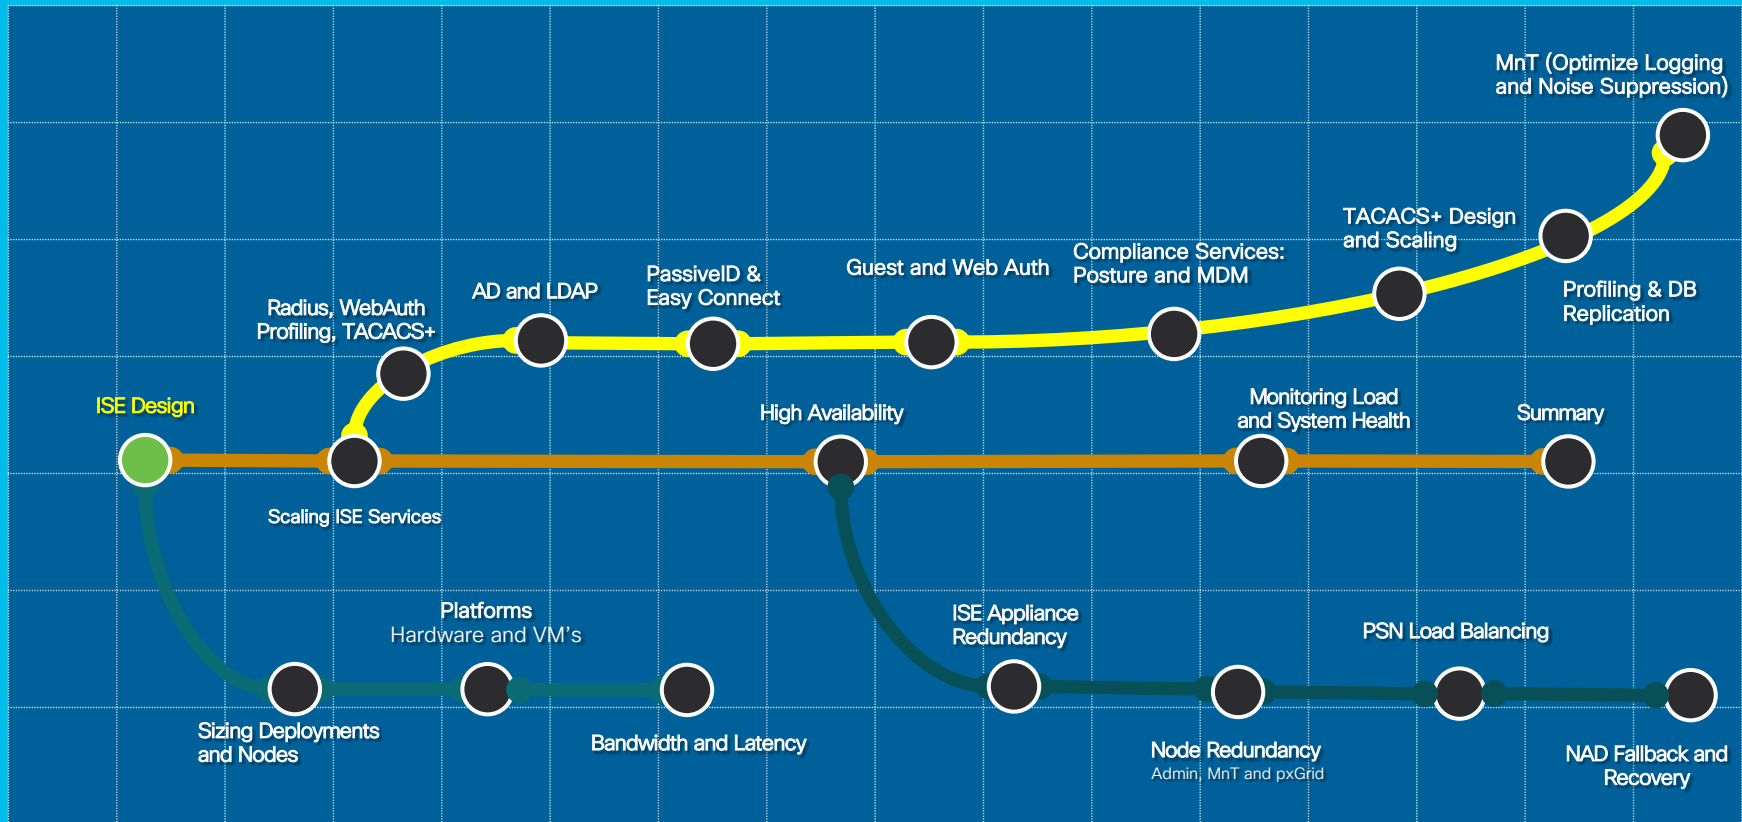 MnT (Optimize Logging
and Noise Suppression)
TACACS+ Design
and Scaling
Compliance Services:
Posture and MDM
Guest and Web Auth
PassiveID &
Easy Connect
AD and LDAP
Radius, WebAuth
Profiling, TACACS+
Profiling & DB
Replication
ISE Design
High Availability
Monitoring Load
and System Health
Summary
Scaling ISE Services
Platforms
Hardware and VM's
ISE Appliance
Redundancy
PSN Load Balancing
Sizing Deployments
and Nodes
Bandwidth and Latency
Node Redundancy
Admin, MnT and pxGrid
NAD Fallback and
Recovery